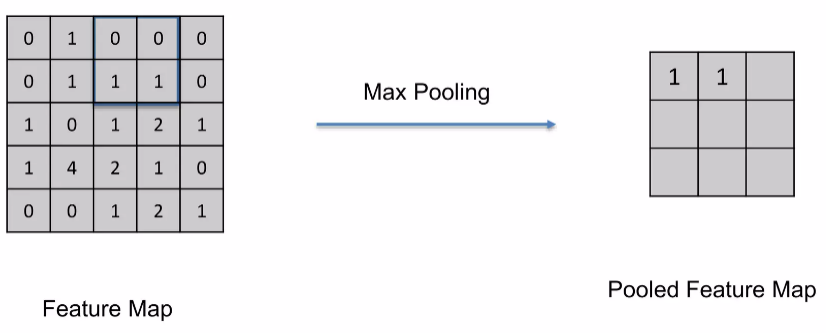 0 1 0 0 0
0 1 1 1 0
1 0 1 2 1
1 4 2 1 0
0 0 1 2 1
Feature Map
Max Pooling
1 1
Pooled Feature Map